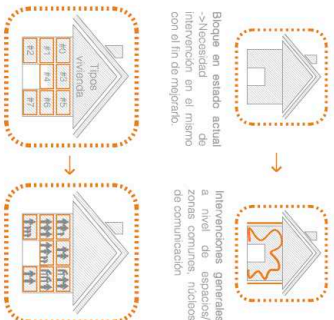 Bloque en estado actual
->Necesidad de
intervención en el mismo
con el fin de mejorarlo.
Intervenciones generales
a nivel de espacios/
zonas comunes, núcleos
de comunicación
Tipos
vivienda
#0 #3 #5
#1 #4 #6
#2 #7